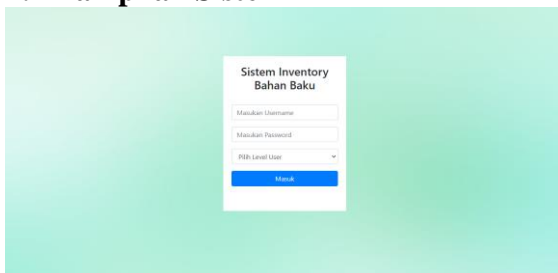 Sistem Inventory
Bahan Baku
Masukan Username
Masukan Password
Pilih Level User
Masuk